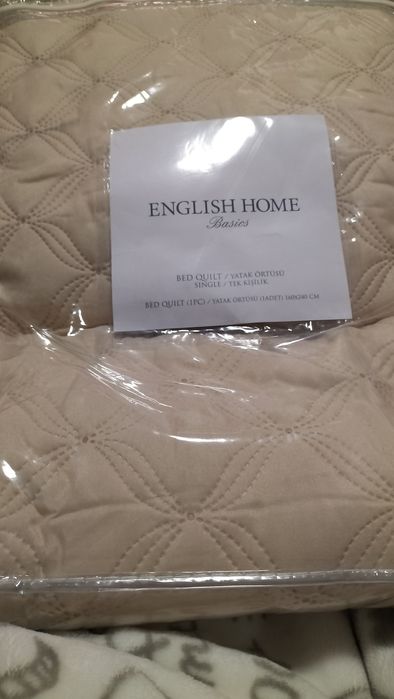 ENGLISH HOME
Basics
BED QUILT / YATAK ÖRTÜSÜ
SINGLE / TEK KİŞİLİK
BED QUILT (1PC) / YATAK ÖRTÜSÜ (1ADET) 160X240 CM